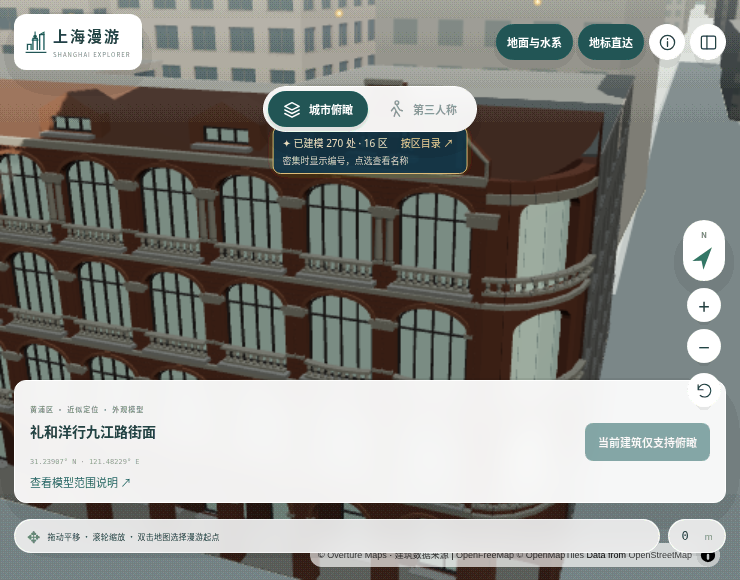 上海漫游
SHANGHAI EXPLORER
地面与水系
地标直达
城市俯瞰
第三人称
✦ 已建模 270 处 · 16 区 按区目录 ↗
密集时显示编号，点选查看名称
N
+
−
黄浦区 · 近似定位 · 外观模型
礼和洋行九江路街面
31.23907° N · 121.48229° E
查看模型范围说明 ↗
当前建筑仅支持俯瞰
拖动平移 · 滚轮缩放 · 双击地图选择漫游起点
0 m
© Overture Maps · 建筑数据来源 | OpenFreeMap © OpenMapTiles Data from OpenStreetMap